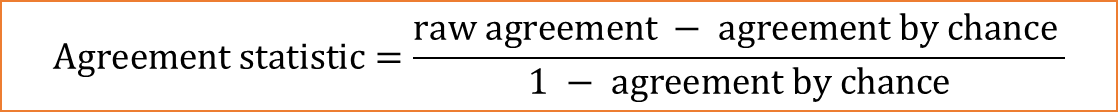 Agreement statistic = raw agreement − agreement by chance
1 − agreement by chance